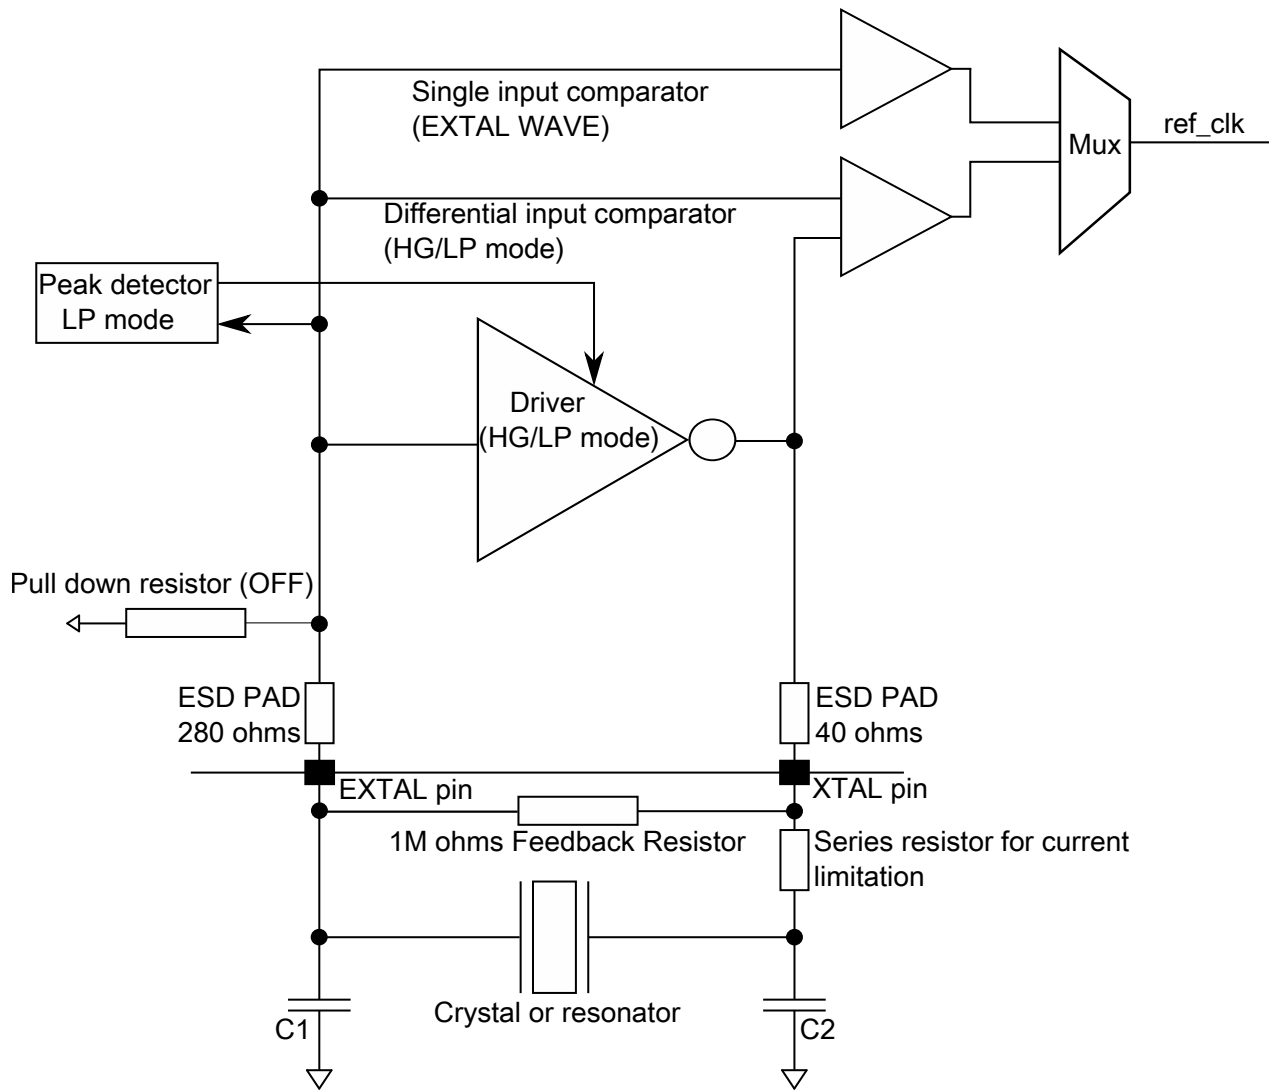 Single input comparator
(EXTAL WAVE)
ref_clk
Mux
Differential input comparator
(HG/LP mode)
Peak detector
LP mode
Driver
(HG/LP mode)
Pull down resistor (OFF)
ESD PAD
280 ohms
ESD PAD
40 ohms
EXTAL pin
XTAL pin
1M ohms Feedback Resistor
Series resistor for current
limitation
Crystal or resonator
C1
C2